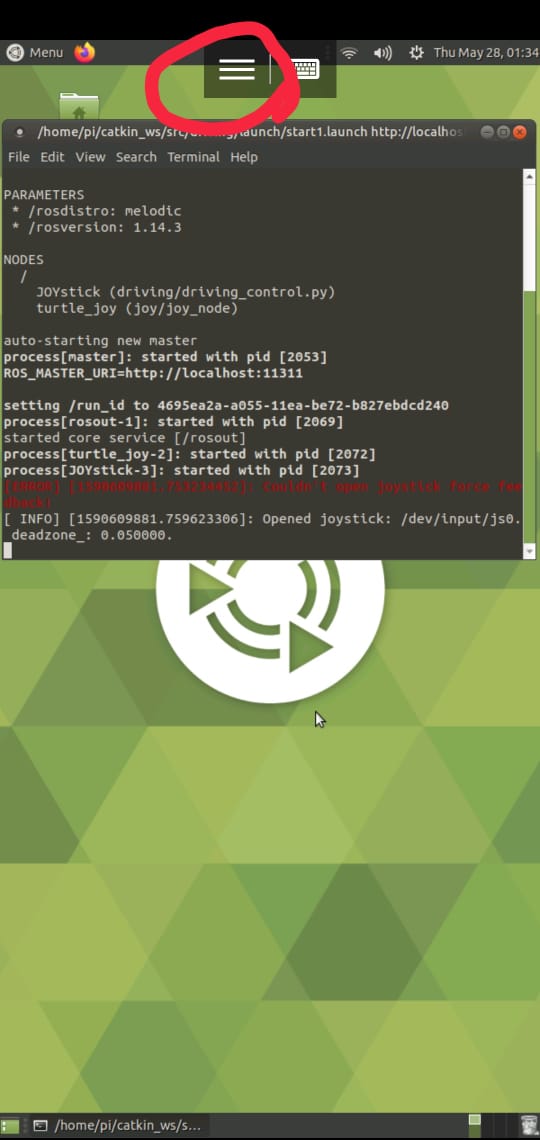 Menu
Thu May 28, 01:34
/home/pi/catkin_ws/src/driving/launch/start1.launch http://localhos
File Edit View Search Terminal Help
PARAMETERS
* /rosdistro: melodic
* /rosversion: 1.14.3
NODES
/
JOYstick (driving/driving_control.py)
turtle_joy (joy/joy_node)
auto-starting new master
process[master]: started with pid [2053]
ROS_MASTER_URI=http://localhost:11311
setting /run_id to 4695ea2a-a055-11ea-be72-b827ebdcd240
process[rosout-1]: started with pid [2069]
started core service [/rosout]
process[turtle_joy-2]: started with pid [2072]
process[JOYstick-3]: started with pid [2073]
[ERROR] [1590609881.753234452]: Couldn't open joystick force fee
dback!
[ INFO] [1590609881.759623306]: Opened joystick: /dev/input/js0.
deadzone_: 0.050000.
/home/pi/catkin_ws/s...